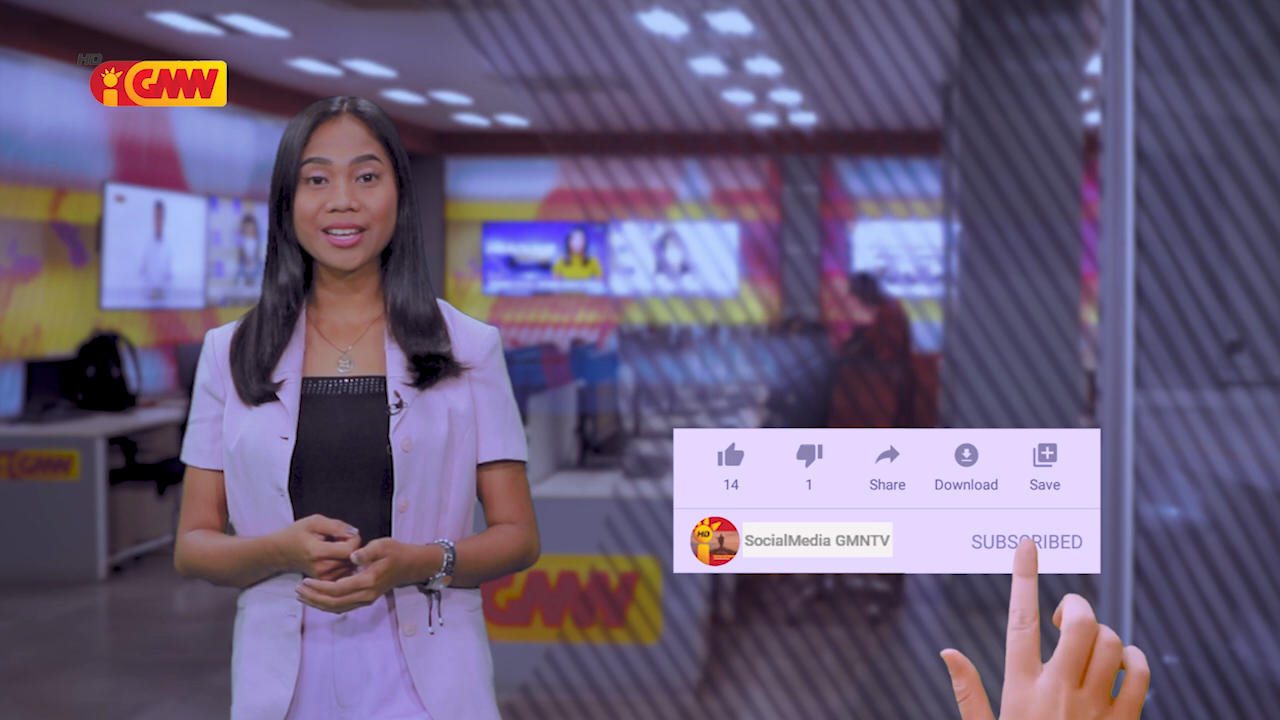 HD
GMN
14
1
Share
Download
Save
HD
SocialMedia GMNTV
SUBSCRIBED
GMN
GMN